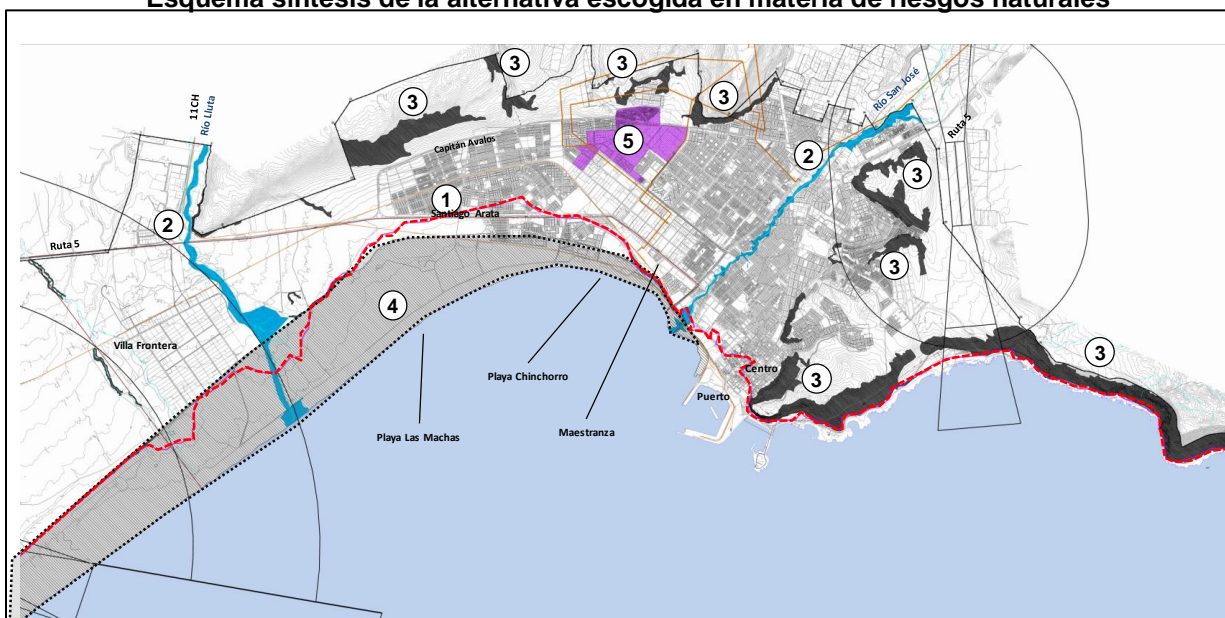 Esquema síntesis de la alternativa escogida en materia de riesgos naturales
3
3
3
3
11CH
Río Lluta
Río San José
Ruta 5
Capitán Avalos
5
2
3
1
Santiago Arata
2
Ruta 5
3
4
Villa Frontera
3
Playa Chinchorro
Centro
3
Puerto
Playa Las Machas
Maestranza